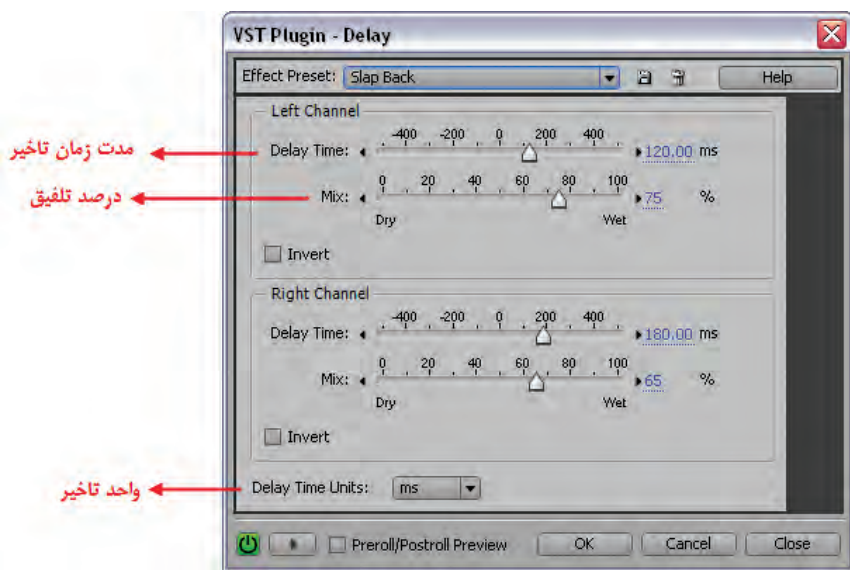 VST Plugin - Delay
Effect Preset: Slap Back Help
Left Channel
-400 -200 0 200 400
مدت زمان تاخیر
Delay Time: 120.00 ms
0 20 40 60 80 100
درصد تلفیق
Mix: 75 %
Dry Wet
Invert
Right Channel
-400 -200 0 200 400
Delay Time: 180.00 ms
0 20 40 60 80 100
Mix: 65 %
Dry Wet
Invert
واحد تاخیر
Delay Time Units: ms
Preroll/Postroll Preview OK Cancel Close